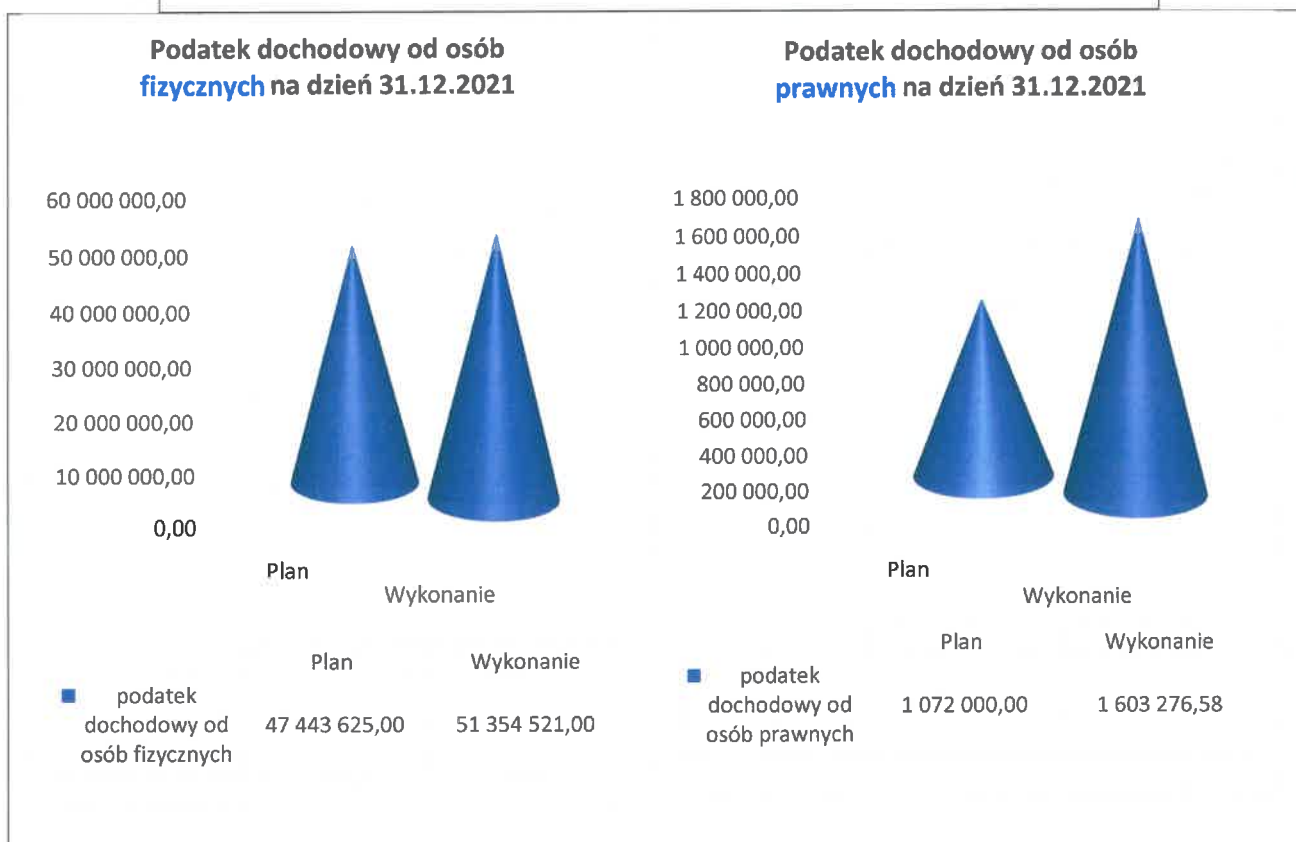 Podatek dochodowy od osób
fizycznych na dzień 31.12.2021
60 000 000,00
50 000 000,00
40 000 000,00
30 000 000,00
20 000 000,00
10 000 000,00
0,00
Plan
Wykonanie
Plan Wykonanie
podatek
dochodowy od
osób fizycznych
47 443 625,00 51 354 521,00
Podatek dochodowy od osób
prawnych na dzień 31.12.2021
1 800 000,00
1 600 000,00
1 400 000,00
1 200 000,00
1 000 000,00
800 000,00
600 000,00
400 000,00
200 000,00
0,00
Plan
Wykonanie
Plan Wykonanie
podatek
dochodowy od
osób prawnych
1 072 000,00 1 603 276,58